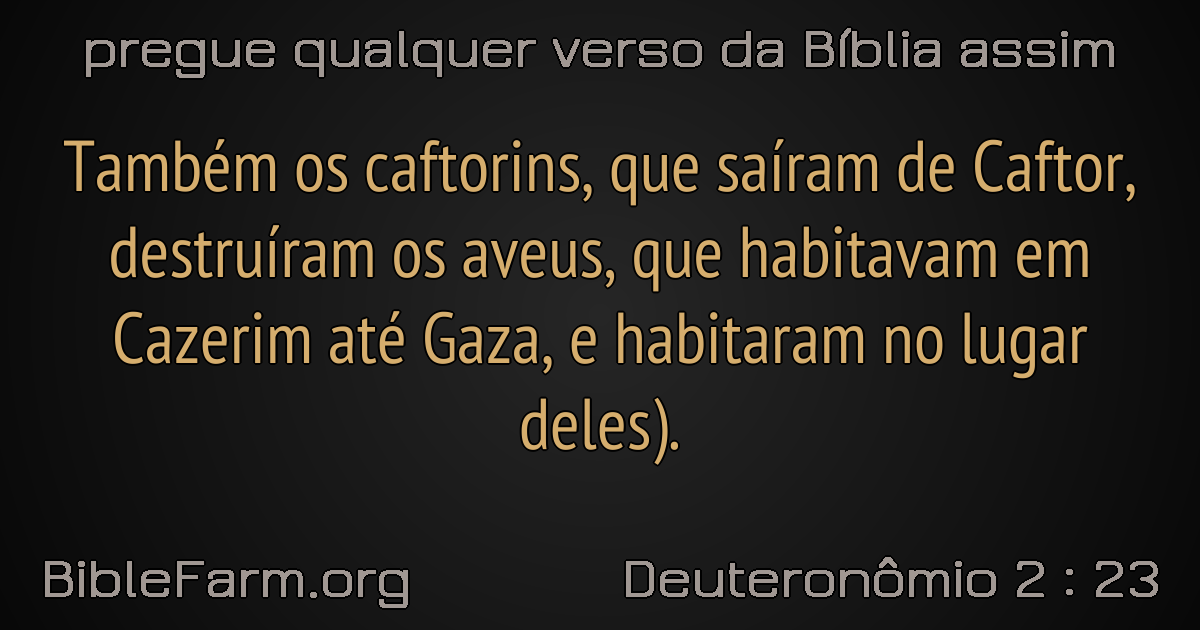 pregue qualquer verso da Bíblia assim
Também os caftorins, que saíram de Caftor,
destruíram os aveus, que habitavam em
Cazerim até Gaza, e habitaram no lugar
deles).
BibleFarm.org
Deuteronômio 2 : 23